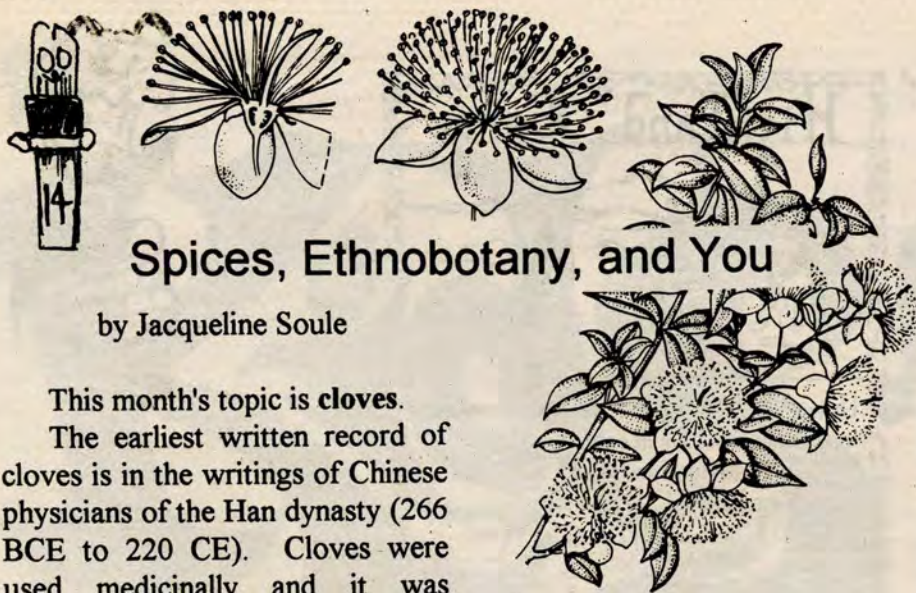 14
Spices, Ethnobotany, and You
by Jacqueline Soule
This month's topic is cloves.
The earliest written record of
cloves is in the writings of Chinese
physicians of the Han dynasty (266
BCE to 220 CE). Cloves were
used medicinally and it was